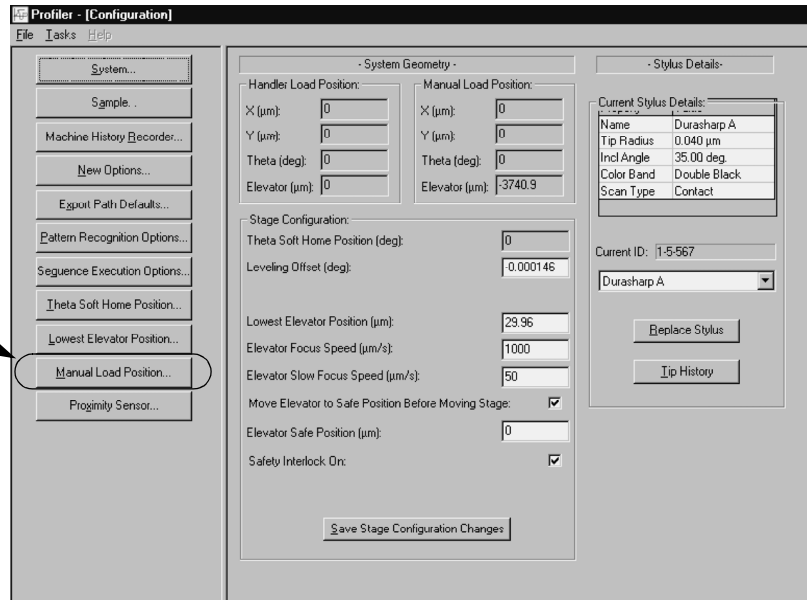 Profiler - [Configuration]
File Tasks Help
System...
Sample. .
Machine History Recorder...
New Options...
Export Path Defaults...
Pattern Recognition Options...
Sequence Execution Options...
Theta Soft Home Position...
Lowest Elevator Position...
Manual Load Position...
Proximity Sensor...
- System Geometry -
Handler Load Position:
X (µm): 0
Y (µm): 0
Theta (deg): 0
Elevator (µm): 0
Manual Load Position:
X (µm): 0
Y (µm): 0
Theta (deg): 0
Elevator (µm): -3740.9
Stage Configuration:
Theta Soft Home Position (deg): 0
Leveling Offset (deg): -0.000146
Lowest Elevator Position (µm): 29.96
Elevator Focus Speed (µm/s): 1000
Elevator Slow Focus Speed (µm/s): 50
Move Elevator to Safe Position Before Moving Stage:
Elevator Safe Position (µm): 0
Safety Interlock On:
Save Stage Configuration Changes
- Stylus Details-
Current Stylus Details:
Name Durasharp A
Tip Radius 0.040 µm
Incl Angle 35.00 deg.
Color Band Double Black
Scan Type Contact
Current ID: 1-5-567
Durasharp A
Replace Stylus
Tip History